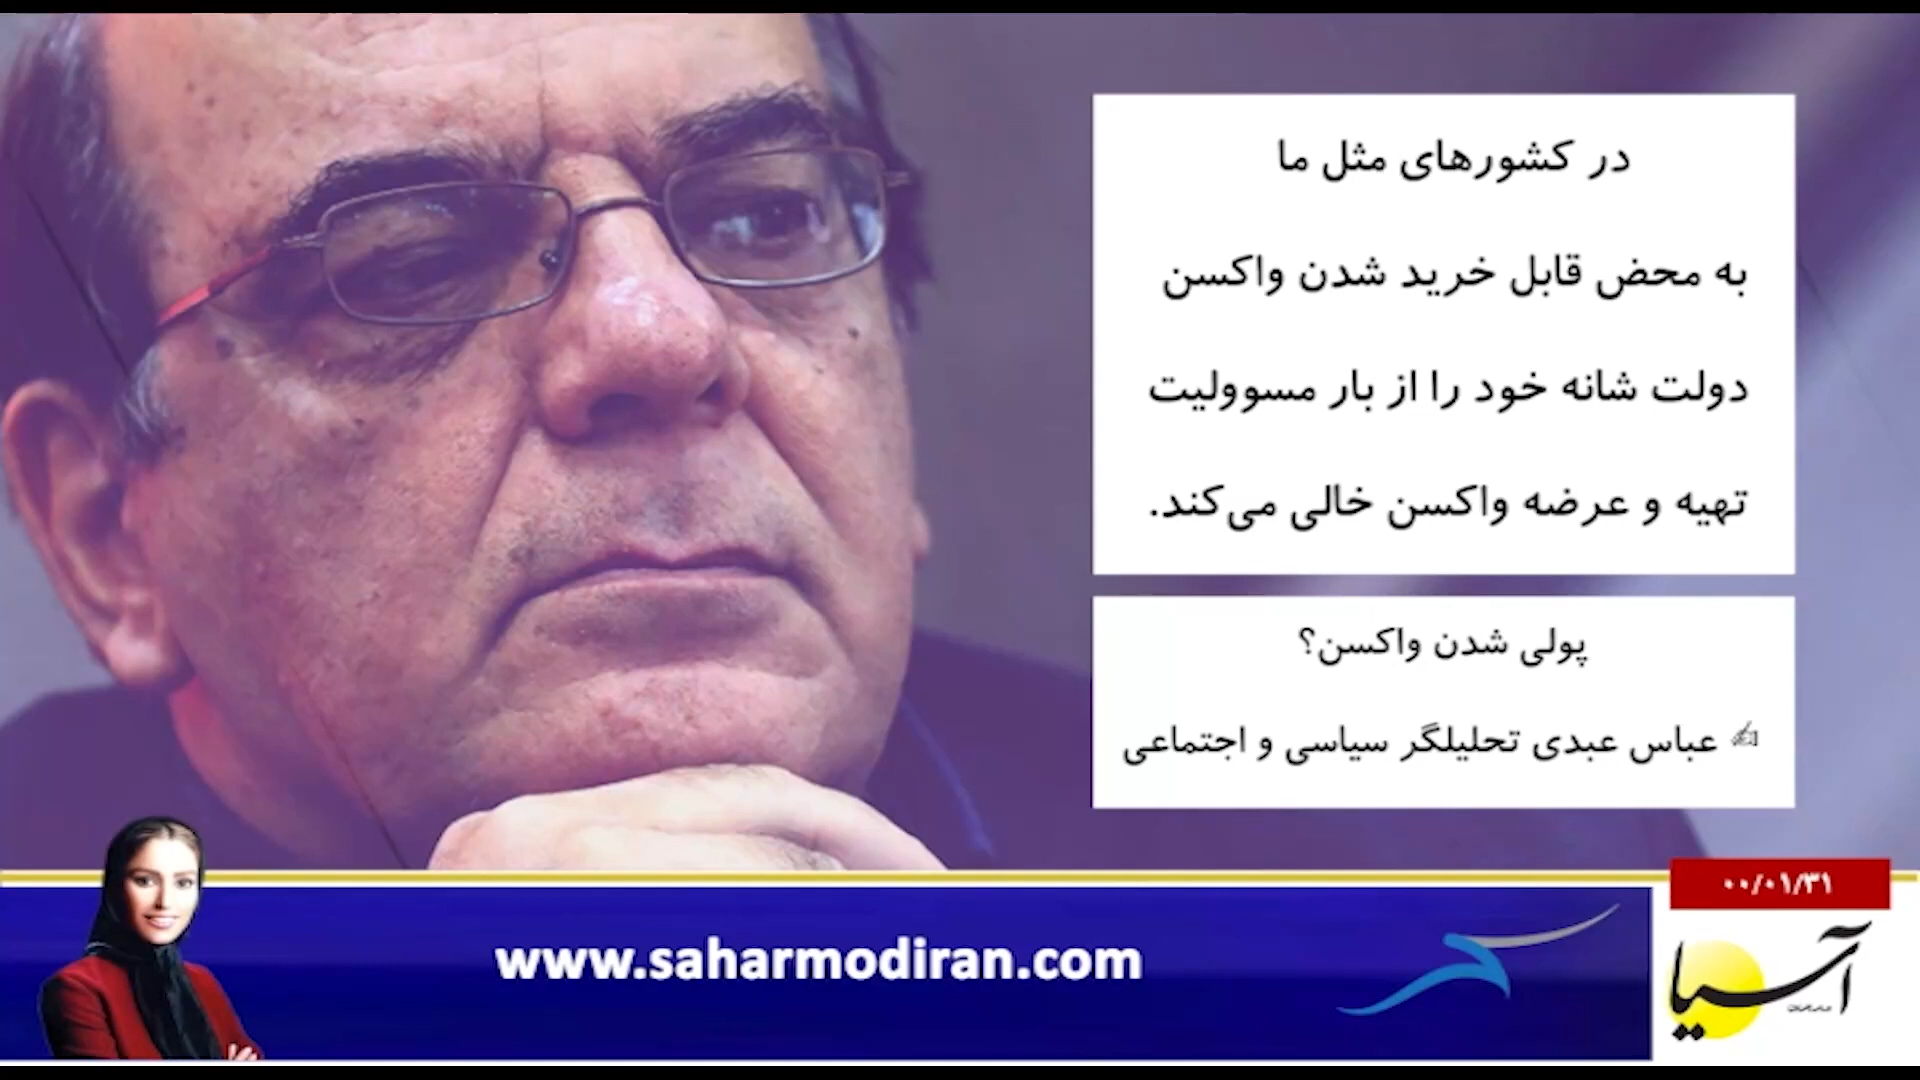 در کشورهای مثل ما
به محض قابل خرید شدن واکسن
دولت شانه خود را از بار مسوولیت
تهیه و عرضه واکسن خالی می‌کند.
پولی شدن واکسن؟
✍ عباس عبدی تحلیلگر سیاسی و اجتماعی
۰۰/۰۱/۳۱
www.saharmodiran.com
سحر
آسیا